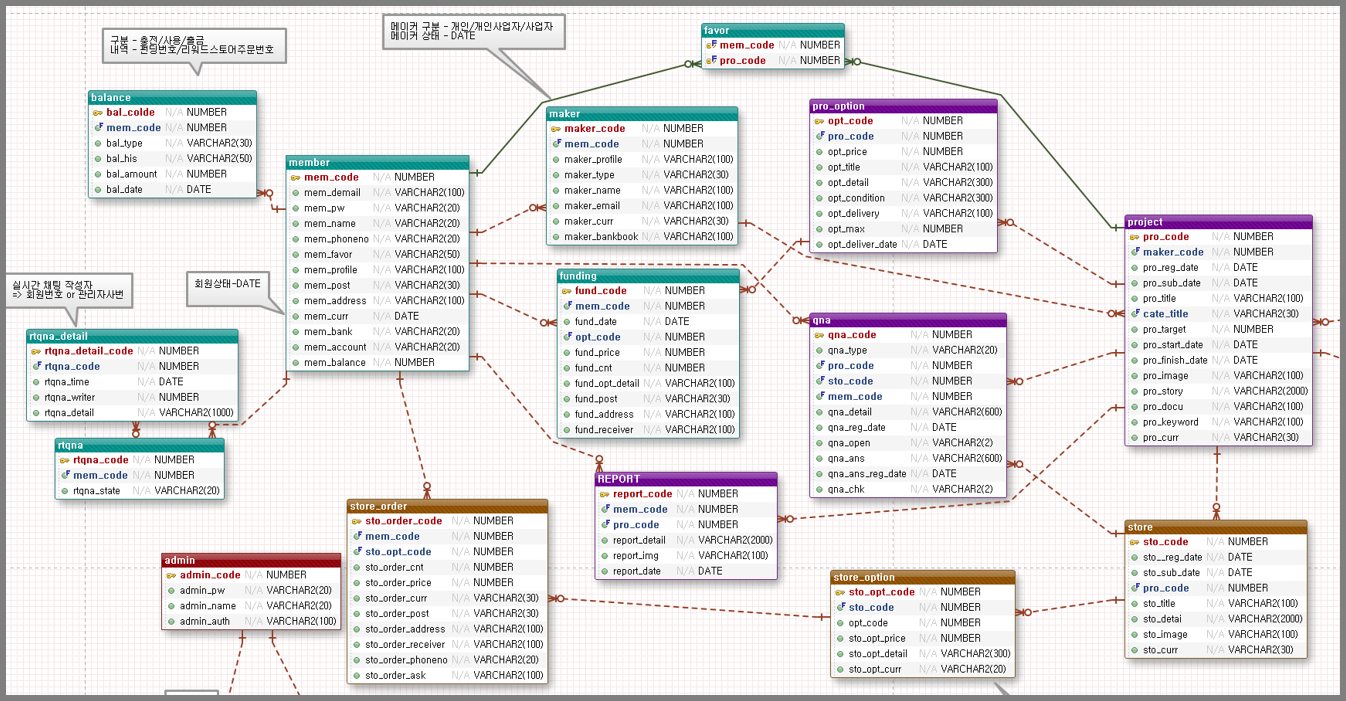 구분 - 충전/사용/출금
내역 - 펀딩번호/리워드스토어주문번호
메이커 구분 - 개인/개인사업자/사업자
메이커 상태 - DATE
favor
mem_code N/A NUMBER
pro_code N/A NUMBER
balance
bal_colde N/A NUMBER
mem_code N/A NUMBER
bal_type N/A VARCHAR2(30)
bal_his N/A VARCHAR2(50)
bal_amount N/A NUMBER
bal_date N/A DATE
member
mem_code N/A NUMBER
mem_demail N/A VARCHAR2(100)
mem_pw N/A VARCHAR2(20)
mem_name N/A VARCHAR2(20)
mem_phoneno N/A VARCHAR2(20)
mem_favor N/A VARCHAR2(50)
mem_profile N/A VARCHAR2(100)
mem_post N/A VARCHAR2(30)
mem_address N/A VARCHAR2(100)
mem_curr N/A DATE
mem_bank N/A VARCHAR2(20)
mem_account N/A VARCHAR2(20)
mem_balance N/A NUMBER
maker
maker_code N/A NUMBER
mem_code N/A NUMBER
maker_profile N/A VARCHAR2(100)
maker_type N/A VARCHAR2(30)
maker_name N/A VARCHAR2(100)
maker_email N/A VARCHAR2(100)
maker_curr N/A VARCHAR2(30)
maker_bankbook N/A VARCHAR2(100)
pro_option
opt_code N/A NUMBER
pro_code N/A NUMBER
opt_price N/A NUMBER
opt_title N/A VARCHAR2(100)
opt_detail N/A VARCHAR2(300)
opt_condition N/A VARCHAR2(300)
opt_delivery N/A VARCHAR2(100)
opt_max N/A NUMBER
opt_deliver_date N/A DATE
project
pro_code N/A NUMBER
maker_code N/A NUMBER
pro_reg_date N/A DATE
pro_sub_date N/A DATE
pro_title N/A VARCHAR2(100)
cate_title N/A VARCHAR2(30)
pro_target N/A NUMBER
pro_start_date N/A DATE
pro_finish_date N/A DATE
pro_image N/A VARCHAR2(100)
pro_story N/A VARCHAR2(2000)
pro_docu N/A VARCHAR2(100)
pro_keyword N/A VARCHAR2(100)
pro_curr N/A VARCHAR2(30)
실시간 채팅 작성자
=> 회원번호 or 관리자사번
회원상태-DATE
funding
fund_code N/A NUMBER
mem_code N/A NUMBER
fund_date N/A DATE
opt_code N/A NUMBER
fund_price N/A NUMBER
fund_cnt N/A NUMBER
fund_opt_detail N/A VARCHAR2(100)
fund_post N/A VARCHAR2(30)
fund_address N/A VARCHAR2(100)
fund_receiver N/A VARCHAR2(100)
qna
qna_code N/A NUMBER
qna_type N/A VARCHAR2(20)
pro_code N/A NUMBER
sto_code N/A NUMBER
mem_code N/A NUMBER
qna_detail N/A VARCHAR2(600)
qna_reg_date N/A DATE
qna_open N/A VARCHAR2(2)
qna_ans N/A VARCHAR2(600)
qna_ans_reg_date N/A DATE
qna_chk N/A VARCHAR2(2)
rtqna_detail
rtqna_detail_code N/A NUMBER
rtqna_code N/A NUMBER
rtqna_time N/A DATE
rtqna_writer N/A NUMBER
rtqna_detail N/A VARCHAR2(1000)
rtqna
rtqna_code N/A NUMBER
mem_code N/A NUMBER
rtqna_state N/A VARCHAR2(20)
REPORT
report_code N/A NUMBER
mem_code N/A NUMBER
pro_code N/A NUMBER
report_detail N/A VARCHAR2(2000)
report_img N/A VARCHAR2(100)
report_date N/A DATE
store_order
sto_order_code N/A NUMBER
mem_code N/A NUMBER
sto_opt_code N/A NUMBER
sto_order_cnt N/A NUMBER
sto_order_price N/A NUMBER
sto_order_curr N/A VARCHAR2(30)
sto_order_post N/A VARCHAR2(30)
sto_order_address N/A VARCHAR2(100)
sto_order_receiver N/A VARCHAR2(100)
sto_order_phoneno N/A VARCHAR2(20)
sto_order_ask N/A VARCHAR2(100)
admin
admin_code N/A NUMBER
admin_pw N/A VARCHAR2(20)
admin_name N/A VARCHAR2(20)
admin_auth N/A VARCHAR2(100)
store_option
sto_opt_code N/A NUMBER
sto_code N/A NUMBER
opt_code N/A NUMBER
sto_opt_price N/A NUMBER
sto_opt_detail N/A VARCHAR2(300)
sto_opt_curr N/A VARCHAR2(20)
store
sto_code N/A NUMBER
sto__reg_date N/A DATE
sto_sub_date N/A DATE
pro_code N/A NUMBER
sto_title N/A VARCHAR2(100)
sto_detai N/A VARCHAR2(2000)
sto_image N/A VARCHAR2(100)
sto_curr N/A VARCHAR2(30)